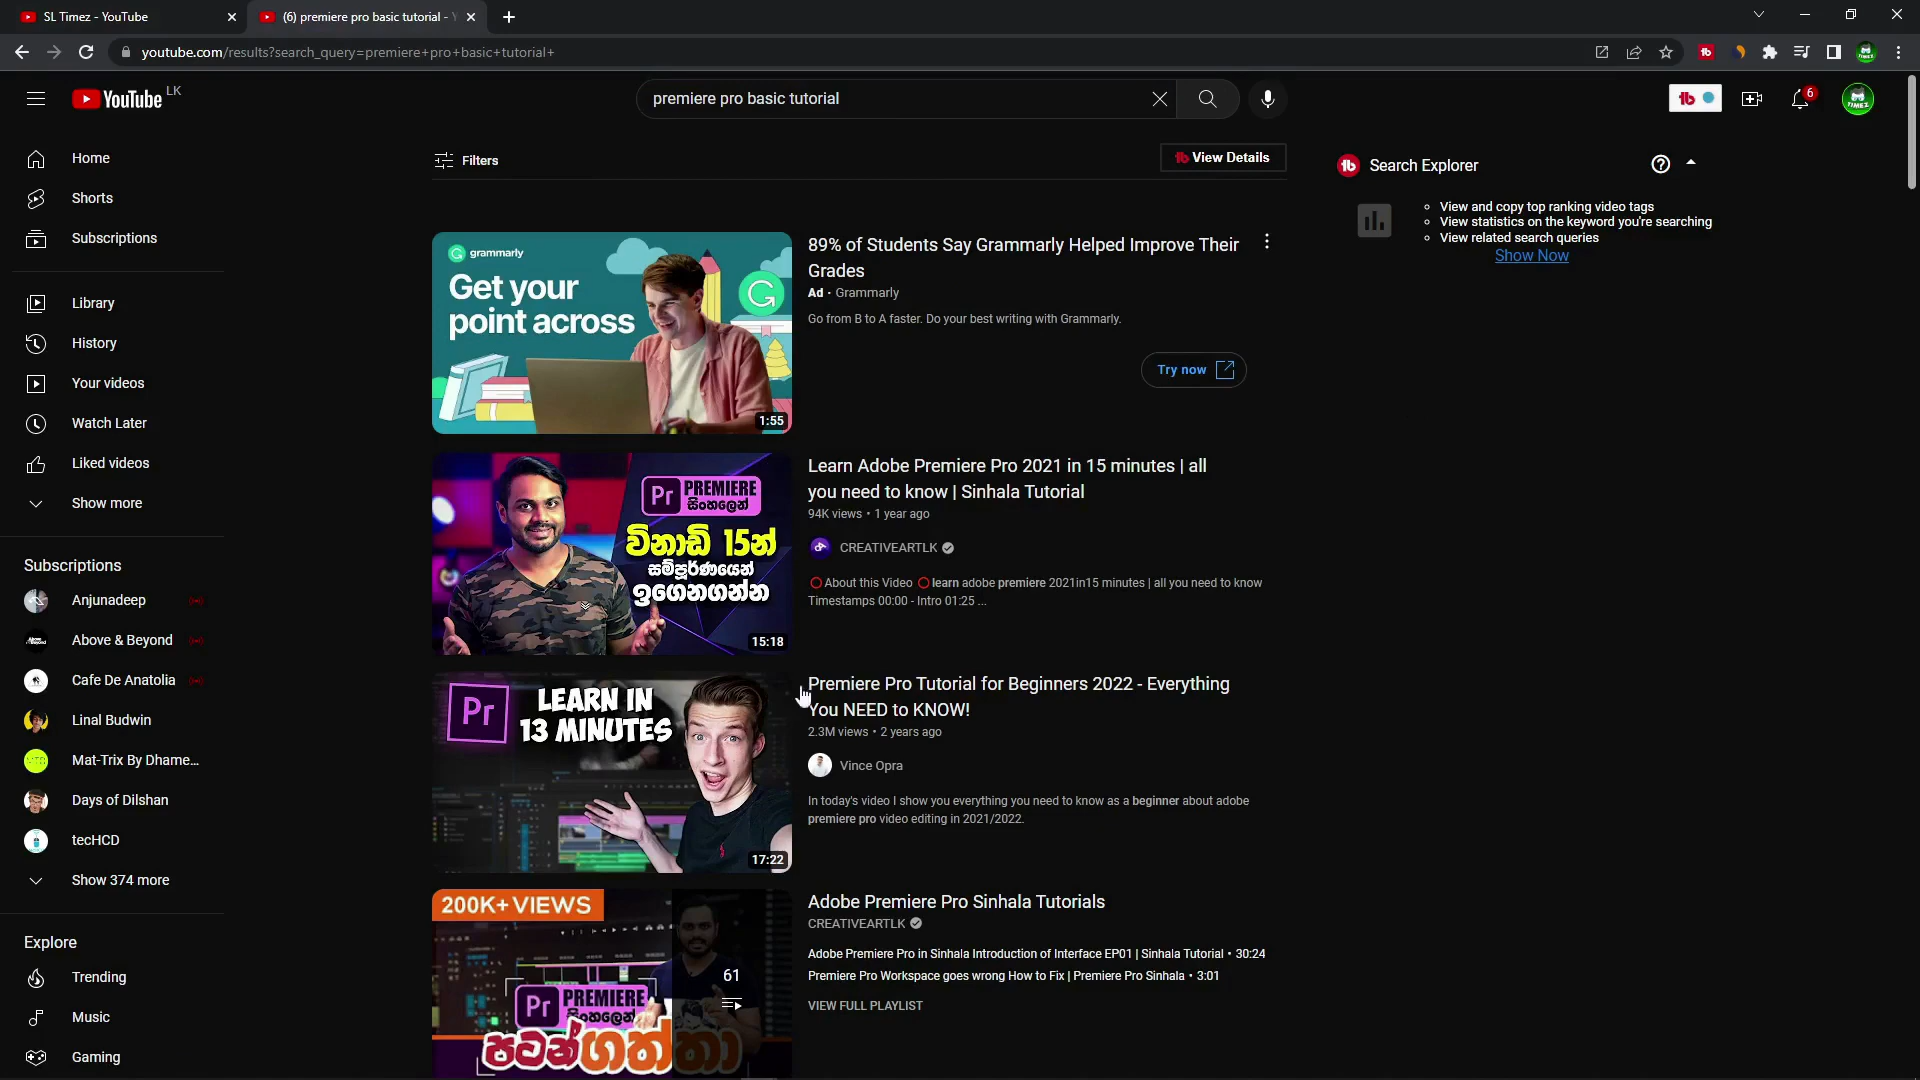 SL Timez - YouTube
(6) premiere pro basic tutorial - Y
youtube.com/results?search_query=premiere+pro+basic+tutorial+
YouTube LK
premiere pro basic tutorial
6
Home
Shorts
Subscriptions
Library
History
Your videos
Watch Later
Liked videos
Show more
Subscriptions
Anjunadeep
Above & Beyond
Cafe De Anatolia
Linal Budwin
Mat-Trix By Dhame...
Days of Dilshan
tecHCD
Show 374 more
Explore
Trending
Music
Gaming
Filters
View Details
grammarly
Get your
point across
1:55
89% of Students Say Grammarly Helped Improve Their
Grades
Ad · Grammarly
Go from B to A faster. Do your best writing with Grammarly.
Try now
Pr PREMIERE
සිංහලෙන්
විනාඩි 15න්
සම්පූර්ණයෙන්
ඉගෙනගන්න
15:18
Learn Adobe Premiere Pro 2021 in 15 minutes | all
you need to know | Sinhala Tutorial
94K views • 1 year ago
CREATIVEARTLK
⭕About this Video ⭕learn adobe premiere 2021in15 minutes | all you need to know
Timestamps 00:00 - Intro 01:25 ...
Pr
LEARN IN
13 MINUTES
17:22
Premiere Pro Tutorial for Beginners 2022 - Everything
You NEED to KNOW!
2.3M views • 2 years ago
Vince Opra
In today's video I show you everything you need to know as a beginner about adobe
premiere pro video editing in 2021/2022.
200K+ VIEWS
61
Pr PREMIERE
සිංහලෙන්
පටන්ගත්තා
Adobe Premiere Pro Sinhala Tutorials
CREATIVEARTLK
Adobe Premiere Pro in Sinhala Introduction of Interface EP01 | Sinhala Tutorial • 30:24
Premiere Pro Workspace goes wrong How to Fix | Premiere Pro Sinhala • 3:01
VIEW FULL PLAYLIST
Search Explorer
View and copy top ranking video tags
View statistics on the keyword you're searching
View related search queries
Show Now